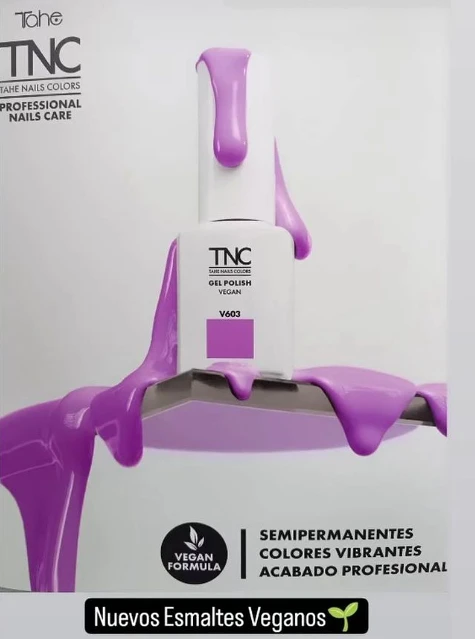 Tahe
TNC
TAHE NAILS COLORS
PROFESSIONAL
NAILS CARE
TNC
TAHE NAILS COLORS
GEL POLISH
VEGAN
V603
VEGAN
FORMULA
SEMIPERMANENTES
COLORES VIBRANTES
ACABADO PROFESIONAL
Nuevos Esmaltes Veganos🌱